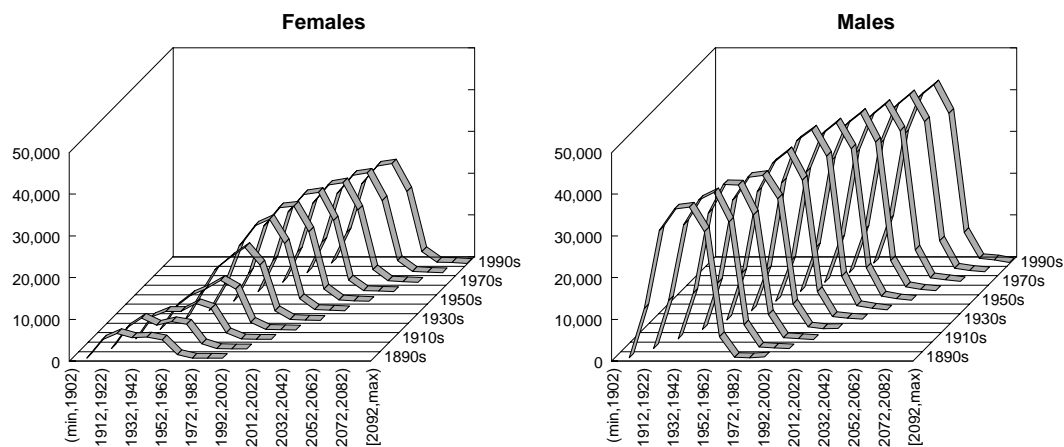 Females
50,000
40,000
30,000
20,000
10,000
0
1990s
1970s
1950s
1930s
1910s
1890s
(min,1902)
1912,1922)
1932,1942)
1952,1962)
1972,1982)
1992,2002)
2012,2022)
2032,2042)
2052,2062)
2072,2082)
[2092,max)
Males
50,000
40,000
30,000
20,000
10,000
0
1990s
1970s
1950s
1930s
1910s
1890s
(min,1902)
1912,1922)
1932,1942)
1952,1962)
1972,1982)
1992,2002)
2012,2022)
2032,2042)
2052,2062)
2072,2082)
[2092,max)